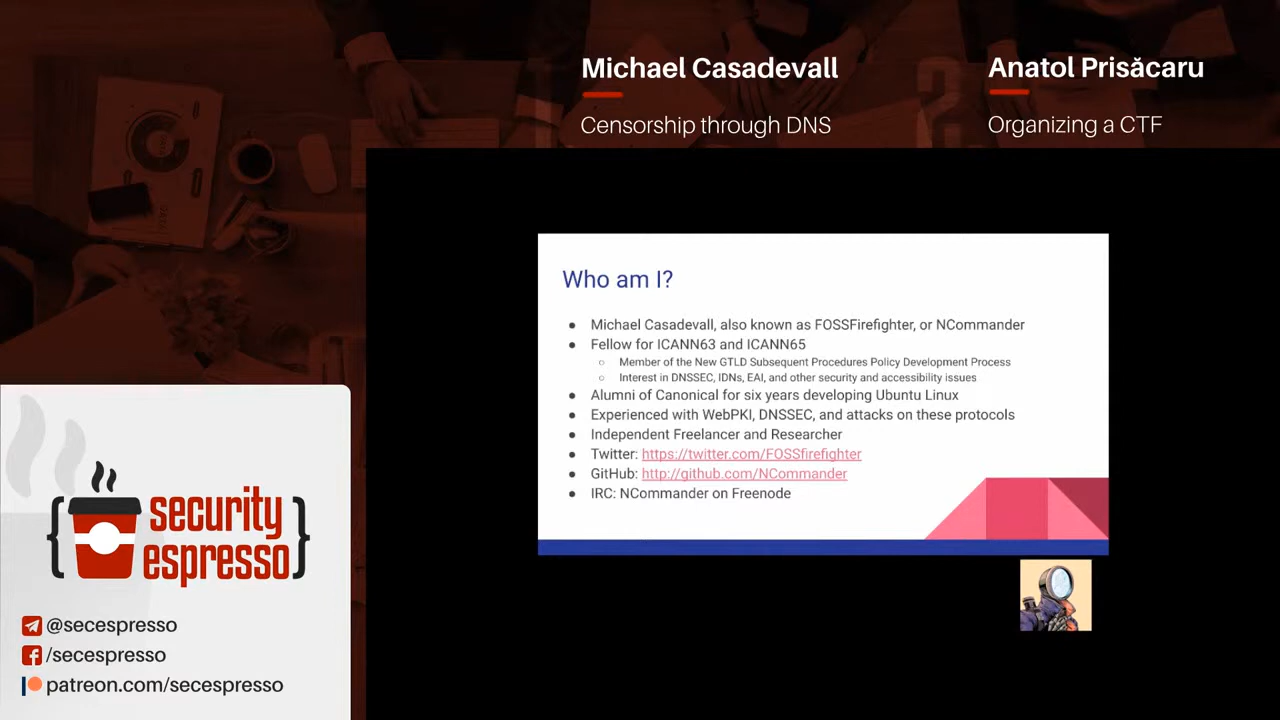 Michael Casadevall
Censorship through DNS
Anatol Prisăcaru
Organizing a CTF
Who am I?
● Michael Casadevall, also known as FOSSFirefighter, or NCommander
● Fellow for ICANN63 and ICANN65
○ Member of the New GTLD Subsequent Procedures Policy Development Process
○ Interest in DNSSEC, IDNs, EAI, and other security and accessibility issues
● Alumni of Canonical for six years developing Ubuntu Linux
● Experienced with WebPKI, DNSSEC, and attacks on these protocols
● Independent Freelancer and Researcher
● Twitter: https://twitter.com/FOSSfirefighter
● GitHub: http://github.com/NCommander
● IRC: NCommander on Freenode
{security
espresso}
@secespresso
/secespresso
patreon.com/secespresso